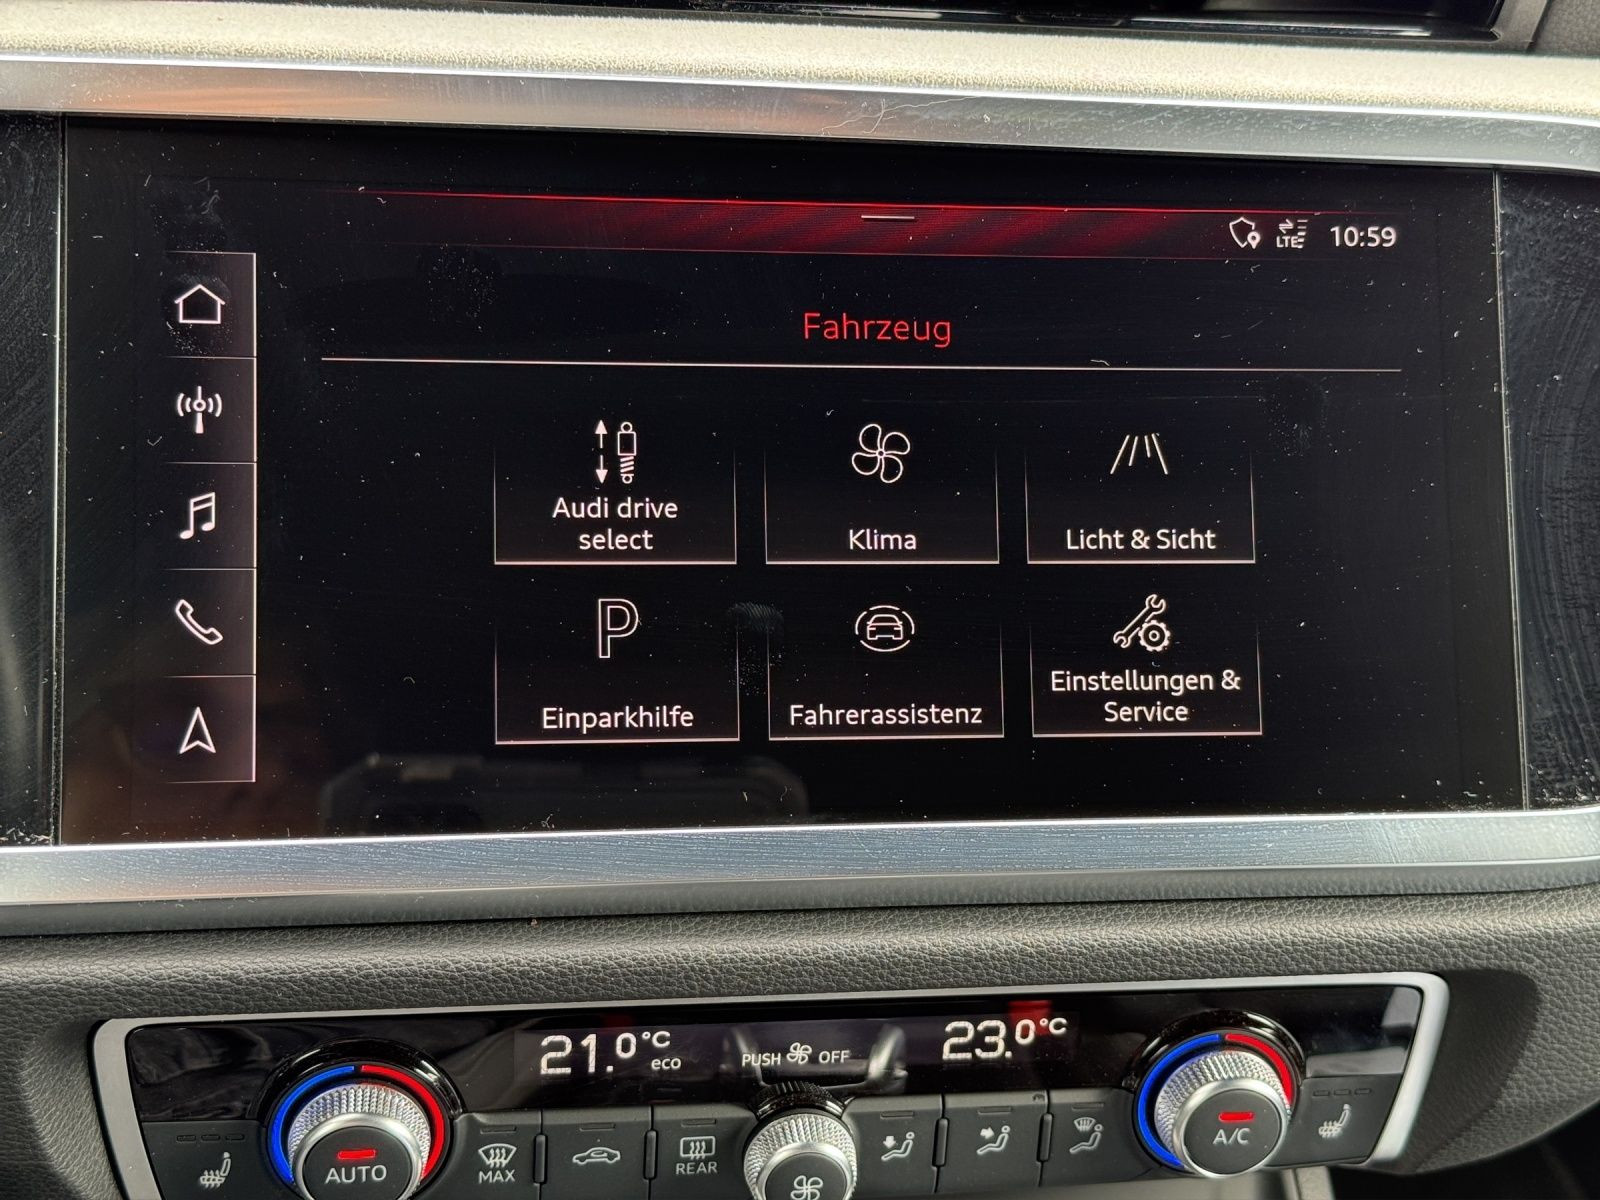 LTE 10:59
Fahrzeug
Audi drive
select
Klima
Licht & Sicht
P
Einparkhilfe
Fahrerassistenz
Einstellungen &
Service
21.0°C
eco
PUSH OFF
23.0°C
AUTO
MAX
REAR
A/C